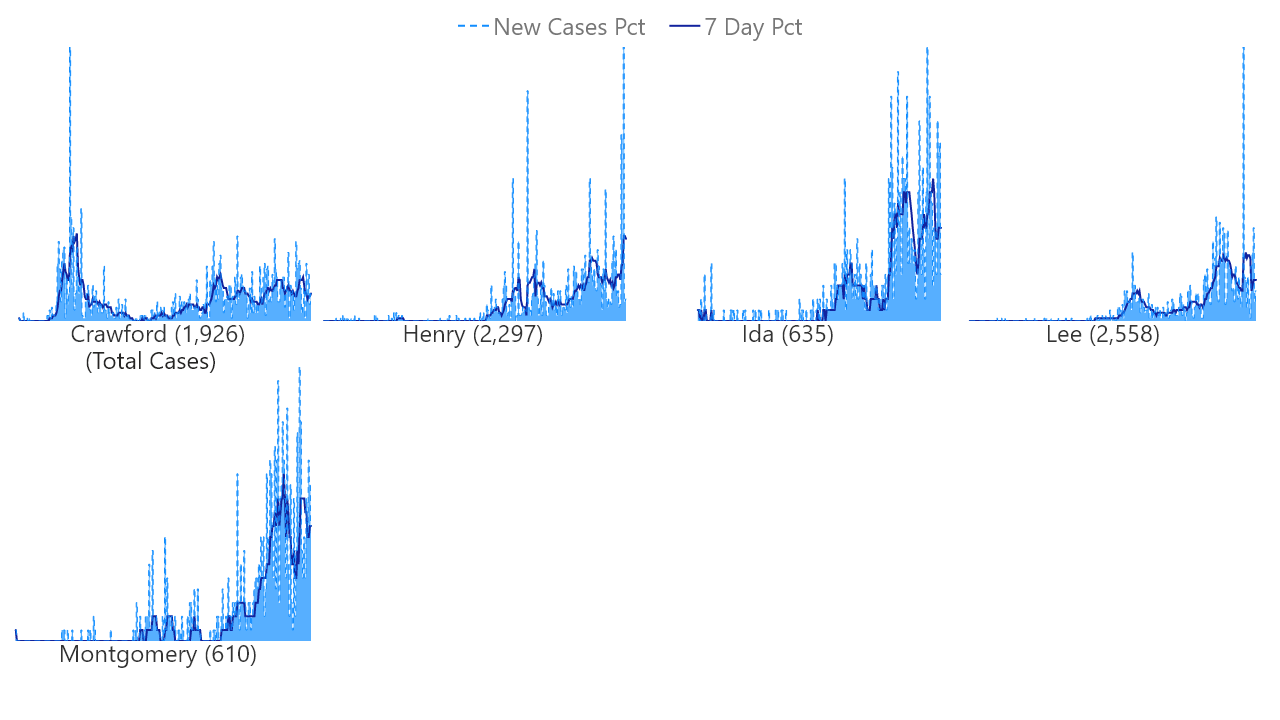 New Cases Pct 7 Day Pct
Crawford (1,926) Henry (2,297) Ida (635) Lee (2,558)
(Total Cases)
Montgomery (610)